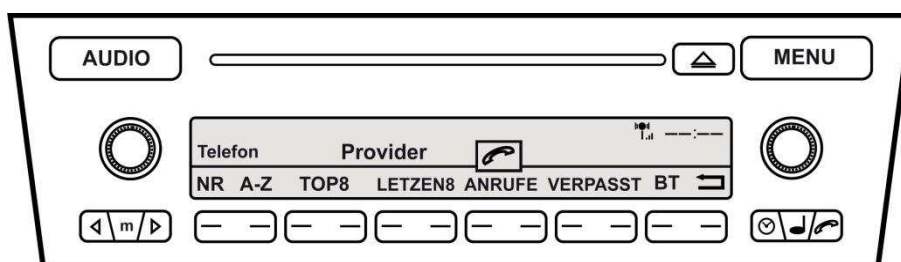 AUDIO MENU
--:--
Telefon Provider
NR A-Z TOP8 LETZEN8 ANRUFE VERPASST BT
m